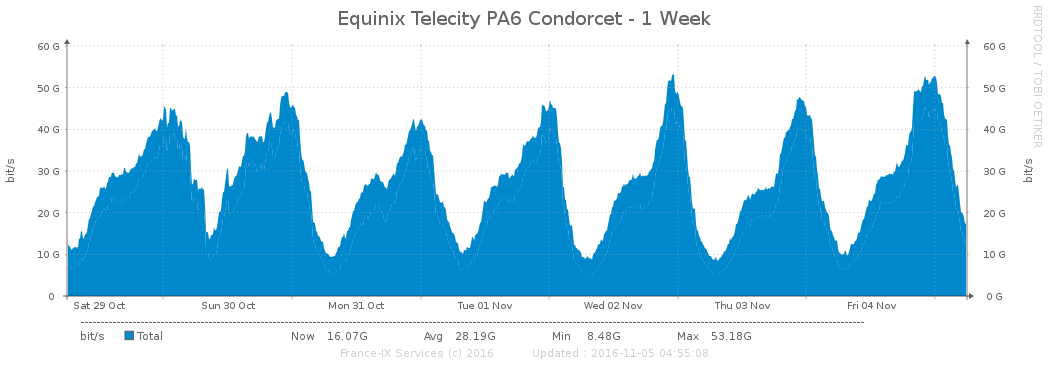 Equinix Telecity PA6 Condorcet - 1 Week
RRDTOOL / TOBI OETIKER
60 G 60 G
50 G 50 G
40 G 40 G
30 G 30 G
20 G 20 G
10 G 10 G
0 0 G
bit/s
bit/s
Sat 29 Oct Sun 30 Oct Mon 31 Oct Tue 01 Nov Wed 02 Nov Thu 03 Nov Fri 04 Nov
bit/s Total Now 16.07G Avg 28.19G Min 8.48G Max 53.18G
France-IX Services (c) 2016 Updated : 2016-11-05 04:55:08